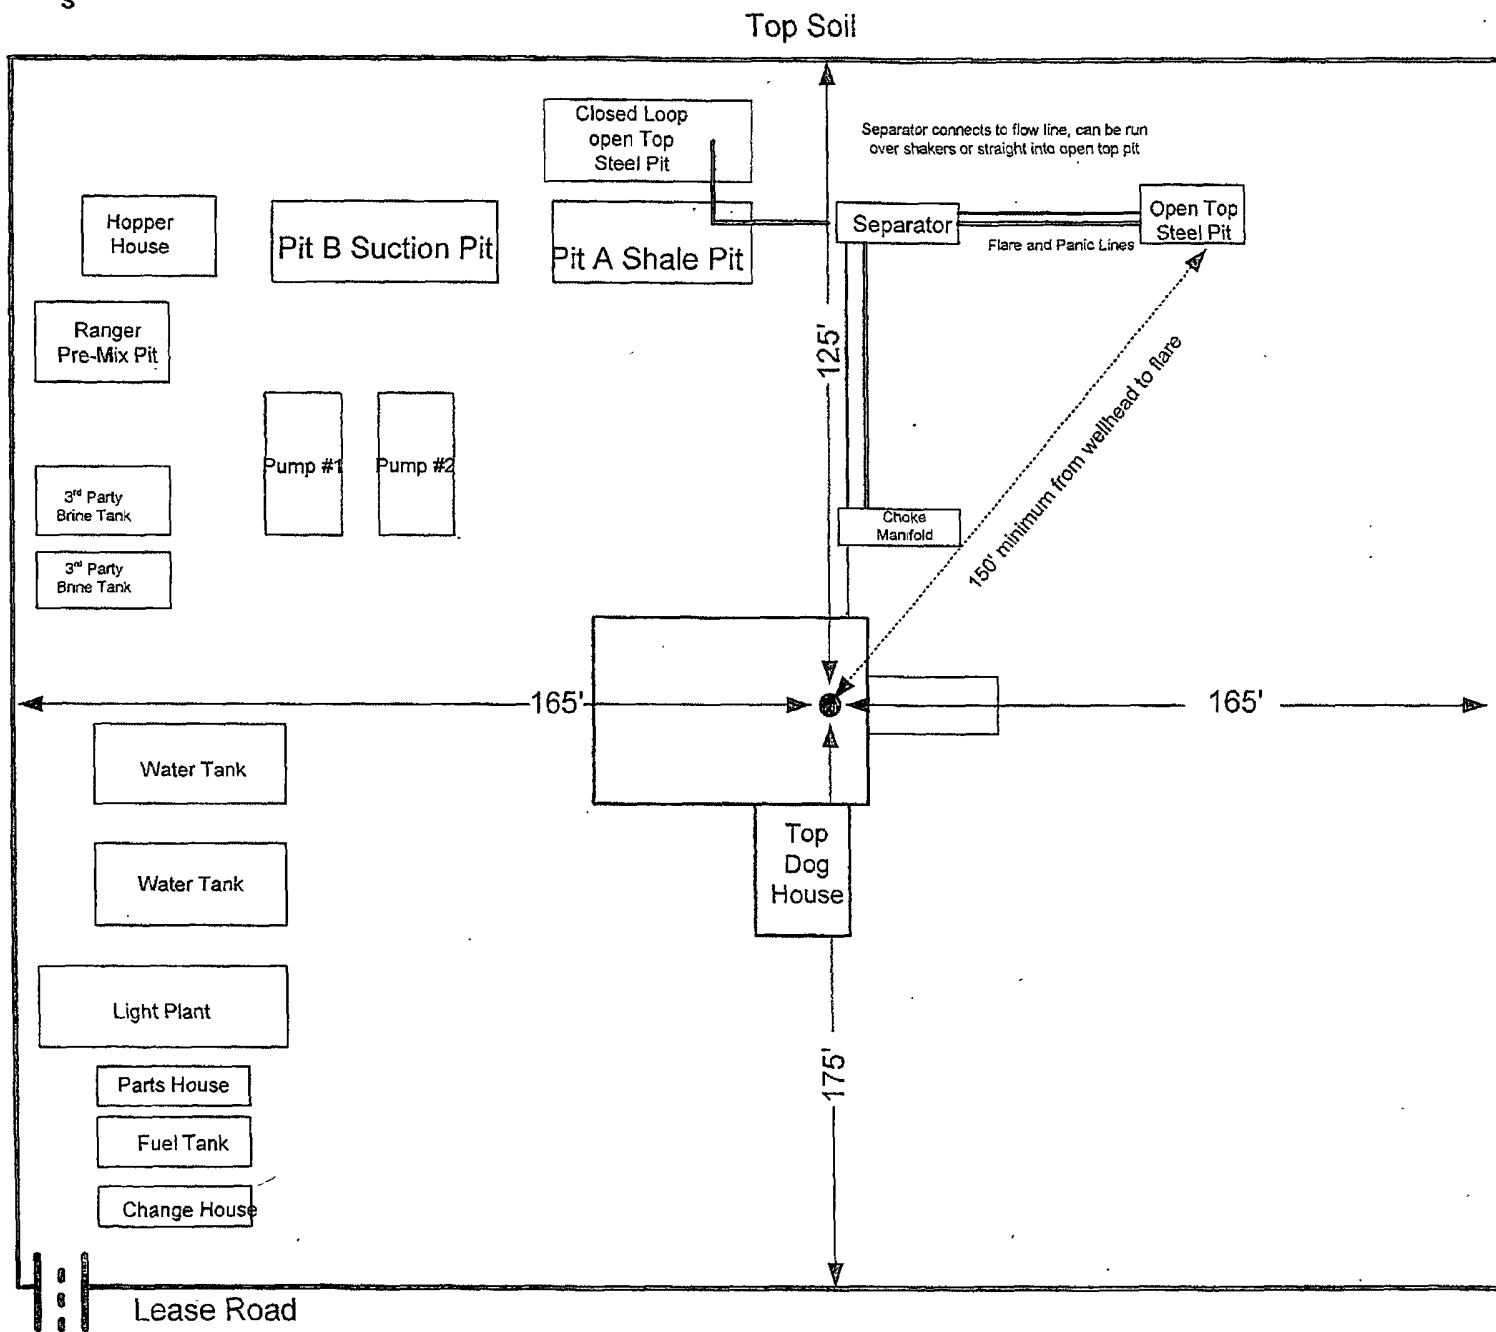 s
Top Soil
Closed Loop
open Top
Steel Pit
Separator connects to flow line, can be run
over shakers or straight into open top pit
Hopper
House
Pit B Suction Pit
Pit A Shale Pit
Separator
Open Top
Steel Pit
Flare and Panic Lines
Ranger
Pre-Mix Pit
125'
150' minimum from wellhead to flare
Pump #1
Pump #2
3rd Party
Brine Tank
Choke
Manifold
3rd Party
Brine Tank
165'
165'
Water Tank
Top
Dog
House
Water Tank
Light Plant
175'
Parts House
Fuel Tank
Change House
Lease Road